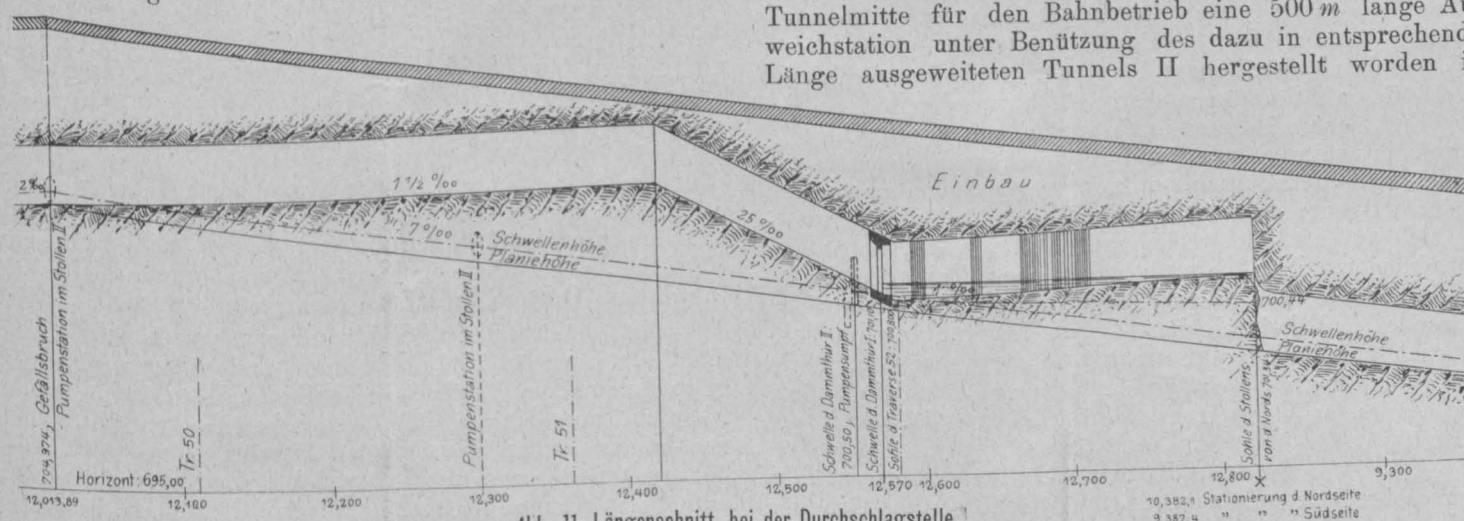 Tunnelmitte für den Bahnbetrieb eine 500 m lange
weichstation unter Benützung des dazu in
Länge ausgeweiteten Tunnels II hergestellt worden
Einbau
2‰
1 1/2 ‰
7 ‰
25 ‰
1 ‰
Schwellenhöhe
Planiehöhe
Schwellenhöhe
Planiehöhe
700,44
704,974, Gefällsbruch
Pumpenstation im Stollen II
Tr. 50
Pumpenstation im Stollen II
Tr. 51
Schwelle d Dammthür II:
700,50, Pumpensumpf
Schwelle d Dammthür I:
Sohle d Traverse 52:
Sohle d Stollens
von d Nords
Horizont: 695,00
12,013,89
12,100
12,200
12,300
12,400
12,500
12,570
12,600
12,700
12,800
9,300
10,382,1 Stationierung d. Nordseite
9 387,4 " " " Südseite
11 Längenschnitt bei der Durchschlagstelle